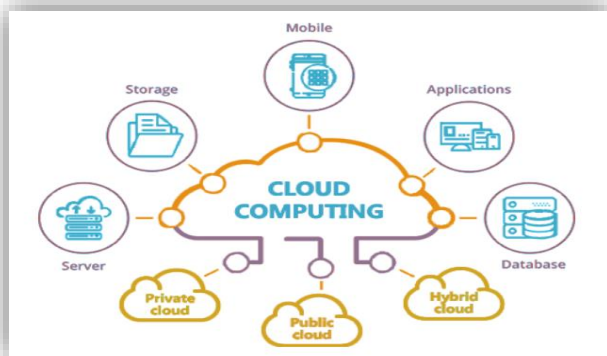 Mobile
Storage
Applications
CLOUD
COMPUTING
Server
Database
Private
cloud
Public
cloud
Hybrid
cloud